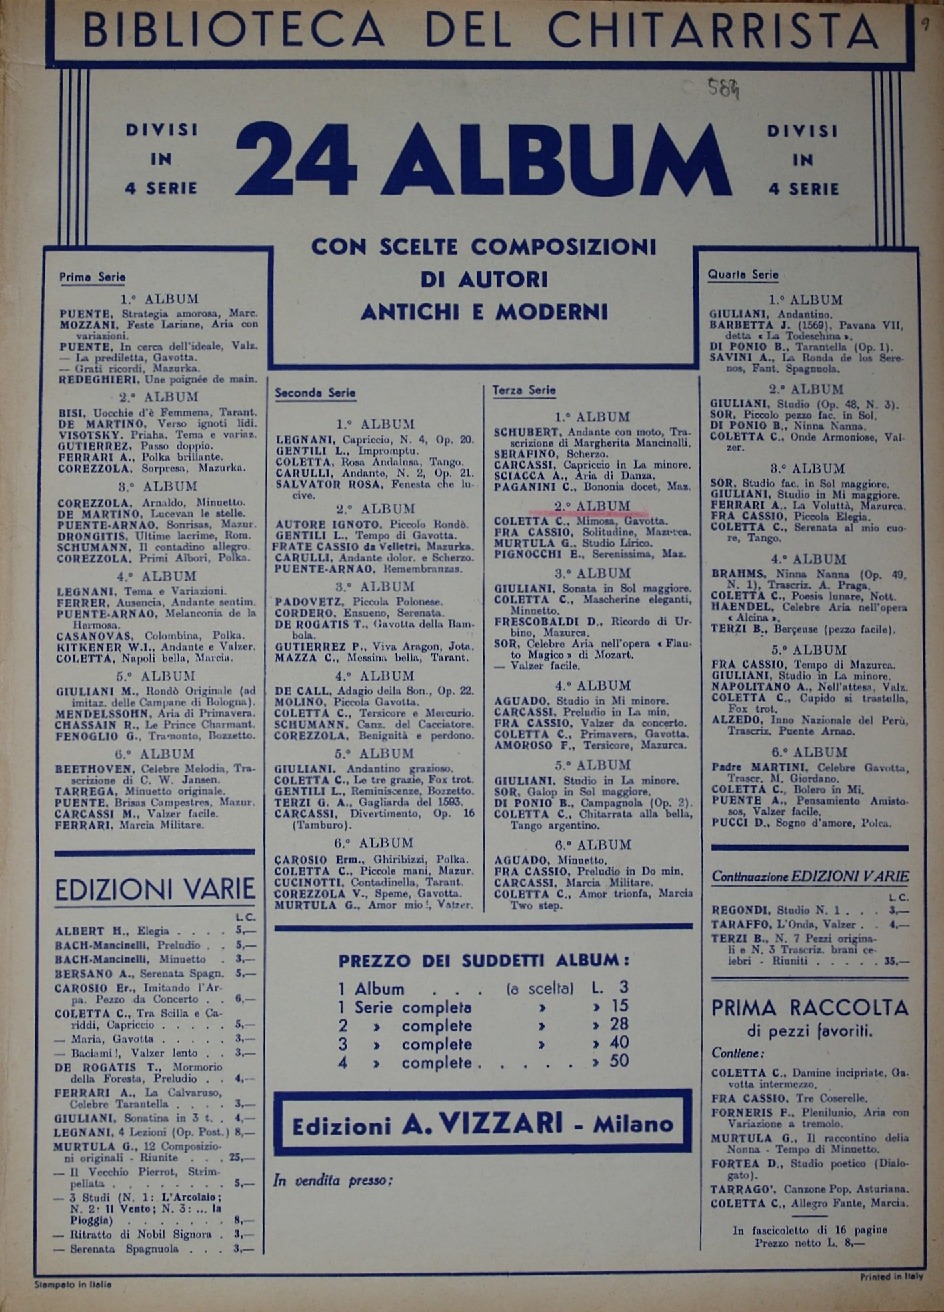 BIBLIOTECA DEL CHITARRISTA
9
584
DIVISI
IN
4 SERIE
24 ALBUM
DIVISI
IN
4 SERIE
CON SCELTE COMPOSIZIONI
DI AUTORI
ANTICHI E MODERNI
Prima Serie
1.º ALBUM
PUENTE, Strategia amorosa, Marc.
MOZZANI, Feste Lariane, Aria con
variazioni.
PUENTE, In cerca dell'ideale, Valz.
— La prediletta, Gavotta.
— Grati ricordi, Mazurka.
REDEGHIERI, Une poignée de main.
2.º ALBUM
BISI, Uocchie d'è Femmena, Tarant.
DE MARTINO, Verso ignoti lidi.
VISOTSKY. Priaha. Tema e variaz.
GUTIERREZ, Passo doppio.
FERRARI A., Polka brillante.
COREZZOLA, Sorpresa, Mazurka.
3.º ALBUM
COREZZOLA, Arnaldo, Minuetto.
DE MARTINO, Lucevan le stelle.
PUENTE-ARNAO, Sonrisas, Mazur.
DRONGITIS, Ultime lacrime, Rom.
SCHUMANN, Il contadino allegro.
COREZZOLA, Primi Albori, Polka.
4.º ALBUM
LEGNANI, Tema e Variazioni.
FERRER, Ausencia, Andante sentim.
PUENTE-ARNAO, Melanconia de la
Hermosa.
CASANOVAS, Colombina, Polka.
KITKENER W.I., Andante e Valzer.
COLETTA, Napoli bella, Marcia.
5.º ALBUM
GIULIANI M., Rondò Originale (ad
imitaz. delle Campane di Bologna).
MENDELSSOHN, Aria di Primavera.
CHASSAIN R., Le Prince Charmant.
FENOGLIO G., Tramonto, Bozzetto.
6.º ALBUM
BEETHOVEN, Celebre Melodia, Tra-
scrizione di C. W. Jansen.
TARREGA, Minuetto originale.
PUENTE, Brisas Campestres, Mazur.
CARCASSI M., Valzer facile.
FERRARI, Marcia Militare.
EDIZIONI VARIE
L.C.
ALBERT H., Elegia . . . . 5,—
BACH-Mancinelli, Preludio . . 5,—
BACH-Mancinelli, Minuetto . 3,—
BERSANO A., Serenata Spagn. 5,—
CAROSIO Er., Imitando l'Ar-
pa. Pezzo da Concerto . . 6,—
COLETTA C., Tra Scilla e Ca-
riddi, Capriccio . . . . . 5,—
— Maria, Gavotta . . . . . 3,—
— Baciami!, Valzer lento . . 3,—
DE ROGATIS T., Mormorio
della Foresta, Preludio . . 4,—
FERRARI A., La Calvaruso,
Celebre Tarantella . . . . 3,—
GIULIANI, Sonatina in 3 t. . 4,—
LEGNANI, 4 Lezioni (Op. Post.) 8,—
MURTULA G., 12 Composizio-
ni originali - Riunite . . . 25,—
— Il Vecchio Pierrot, Strim-
pellata . . . . . . . . 5,—
— 3 Studi (N. 1: L'Arcolaio;
N. 2: Il Vento; N. 3: ... la
Pioggia) . . . . . . . 8,—
— Ritratto di Nobil Signora . 3,—
— Serenata Spagnuola . . . 3,—
Seconda Serie
1.º ALBUM
LEGNANI, Capriccio, N. 4, Op. 20.
GENTILI L., Impromptu.
COLETTA, Rosa Andalusa, Tango.
CARULLI, Andante, N. 2, Op. 21.
SALVATOR ROSA, Fenesta che lu-
cive.
2.º ALBUM
AUTORE IGNOTO, Piccolo Rondò.
GENTILI L., Tempo di Gavotta.
FRATE CASSIO da Velletri, Mazurka.
CARULLI, Andante dolor. e Scherzo.
PUENTE-ARNAO, Remembranzas.
3.º ALBUM
PADOVETZ, Piccola Polonese.
CORDERO, Ensueno, Serenata.
DE ROGATIS T., Gavotta della Bam-
bola.
GUTIERREZ P., Viva Aragon, Jota.
MAZZA C., Messina bella, Tarant.
4.º ALBUM
DE CALL, Adagio della Son., Op. 22.
MOLINO, Piccola Gavotta.
COLETTA C., Tersicore e Mercurio.
SCHUMANN, Canz. del Cacciatore.
COREZZOLA, Benignità e perdono.
5.º ALBUM
GIULIANI, Andantino grazioso.
COLETTA C., Le tre grazie, Fox trot.
GENTILI L., Reminiscenze, Bozzetto.
TERZI G. A., Gagliarda del 1593.
CARCASSI, Divertimento, Op. 16
(Tamburo).
6.º ALBUM
CAROSIO Erm., Ghiribizzi, Polka.
COLETTA C., Piccole mani, Mazur.
CUCINOTTI, Contadinella, Tarant.
COREZZOLA V., Speme, Gavotta.
MURTULA G., Amor mio!, Valzer.
Terza Serie
1.º ALBUM
SCHUBERT, Andante con moto, Tra-
scrizione di Margherita Mancinalli.
SERAFINO, Scherzo.
CARCASSI, Capriccio in La minore.
SCIACCA A., Aria di Danza.
PAGANINI C., Bononia docet, Maz.
2.º ALBUM
COLETTA C., Mimosa, Gavotta.
FRA CASSIO, Solitudine, Mazurca.
MURTULA G., Studio Lirico.
PIGNOCCHI E., Serenissima, Maz.
3.º ALBUM
GIULIANI, Sonata in Sol maggiore.
COLETTA C., Mascherine eleganti,
Minuetto.
FRESCOBALDI D., Ricordo di Ur-
bino, Mazurca.
SOR, Celebre Aria nell'opera « Flau-
to Magico » di Mozart.
— Valzer facile.
4.º ALBUM
AGUADO, Studio in Mi minore.
CARCASSI, Preludio in La min.
FRA CASSIO, Valzer da concerto.
COLETTA C., Primavera, Gavotta.
AMOROSO F., Tersicore, Mazurca.
5.º ALBUM
GIULIANI, Studio in La minore.
SOR, Galop in Sol maggiore.
DI PONIO B., Campagnola (Op. 2).
COLETTA C., Chitarrata alla bella,
Tango argentino.
6.º ALBUM
AGUADO, Minuetto.
FRA CASSIO, Preludio in Do min.
CARCASSI, Marcia Militare.
COLETTA C., Amor trionfa, Marcia
Two step.
PREZZO DEI SUDDETTI ALBUM :
1 Album . . . (a scelta) L. 3
1 Serie completa » » 15
2 » complete » » 28
3 » complete » » 40
4 » complete . . . . . » 50
Edizioni A. VIZZARI - Milano
In vendita presso:
Quarta Serie
1.º ALBUM
GIULIANI, Andantino.
BARBETTA J. (1569), Pavana VII,
detta « La Todeschina ».
DI PONIO B., Tarantella (Op. 1).
SAVINI A., La Ronda de los Sere-
nos, Fant. Spagnuola.
2.º ALBUM
GIULIANI, Studio (Op. 48, N. 3).
SOR, Piccolo pezzo fac. in Sol.
DI PONIO B., Ninna Nanna.
COLETTA C., Onde Armoniose, Val-
zer.
3.º ALBUM
SOR, Studio fac. in Sol maggiore.
GIULIANI, Studio in Mi maggiore.
FERRARI A., La Voluttà, Mazurca.
FRA CASSIO, Piccola Elegia.
COLETTA C., Serenata al mio cuo-
re, Tango.
4.º ALBUM
BRAHMS, Ninna Nanna (Op. 49,
N. 1), Trascriz. A. Praga.
COLETTA C., Poesia lunare, Nott.
HAENDEL, Celebre Aria nell'opera
« Alcina ».
TERZI B., Berçeuse (pezzo facile).
5.º ALBUM
FRA CASSIO, Tempo di Mazurca.
GIULIANI, Studio in La minore.
NAPOLITANO A., Nell'attesa, Valz.
COLETTA C., Cupido si trastulla,
Fox trot.
ALZEDO, Inno Nazionale del Perù,
Trascriz. Puente Arnao.
6.º ALBUM
Padre MARTINI, Celebre Gavotta,
Trascr. M. Giordano.
COLETTA C., Bolero in Mi.
PUENTE A., Pensamiento Amisto-
sos, Valzer facile.
PUCCI D., Sogno d'amore, Polca.
Continuazione EDIZIONI VARIE
L.C.
REGONDI, Studio N. 1 . . . 3,—
TARAFFO, L'Onda, Valzer . . 4,—
TERZI B., N. 7 Pezzi origina-
li e N. 3 Trascriz. brani ce-
lebri - Riuniti . . . . . 35,—
PRIMA RACCOLTA
di pezzi favoriti.
Contiene:
COLETTA C., Damine incipriate, Ga-
votta intermezzo.
FRA CASSIO, Tre Coserelle.
FORNERIS F., Plenilunio, Aria con
Variazione a tremolo.
MURTULA G., Il raccontino della
Nonna - Tempo di Minuetto.
FORTEA D., Studio poetico (Dialo-
gato).
TARRAGO', Canzone Pop. Asturiana.
COLETTA C., Allegro Fante, Marcia.
In fascicoletto di 16 pagine
Prezzo netto L. 8,—
Stampato in Italia
Printed in Italy